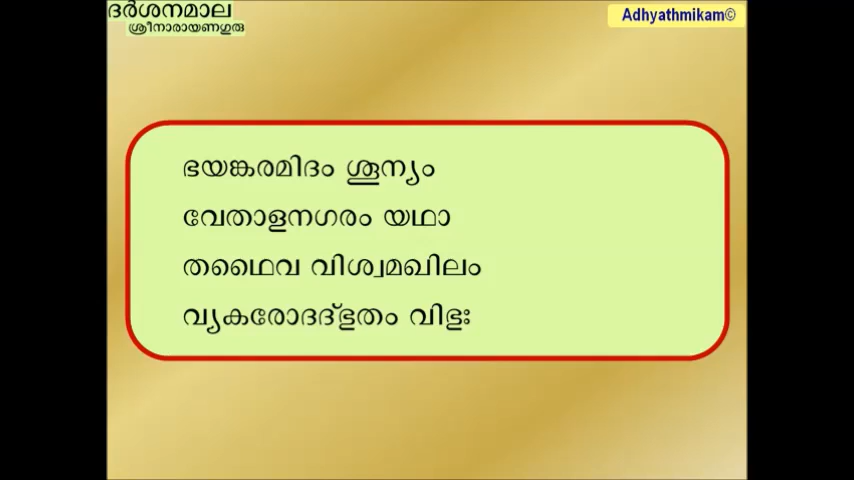 ദർശനമാല
ശ്രീനാരായണഗുരു
Adhyathmikam©
ഭയങ്കരമിദം ശൂന്യം
വേതാളനഗരം യഥാ
തഥൈവ വിശ്വമഖിലം
വ്യകരോദദ്ഭുതം വിഭുഃ